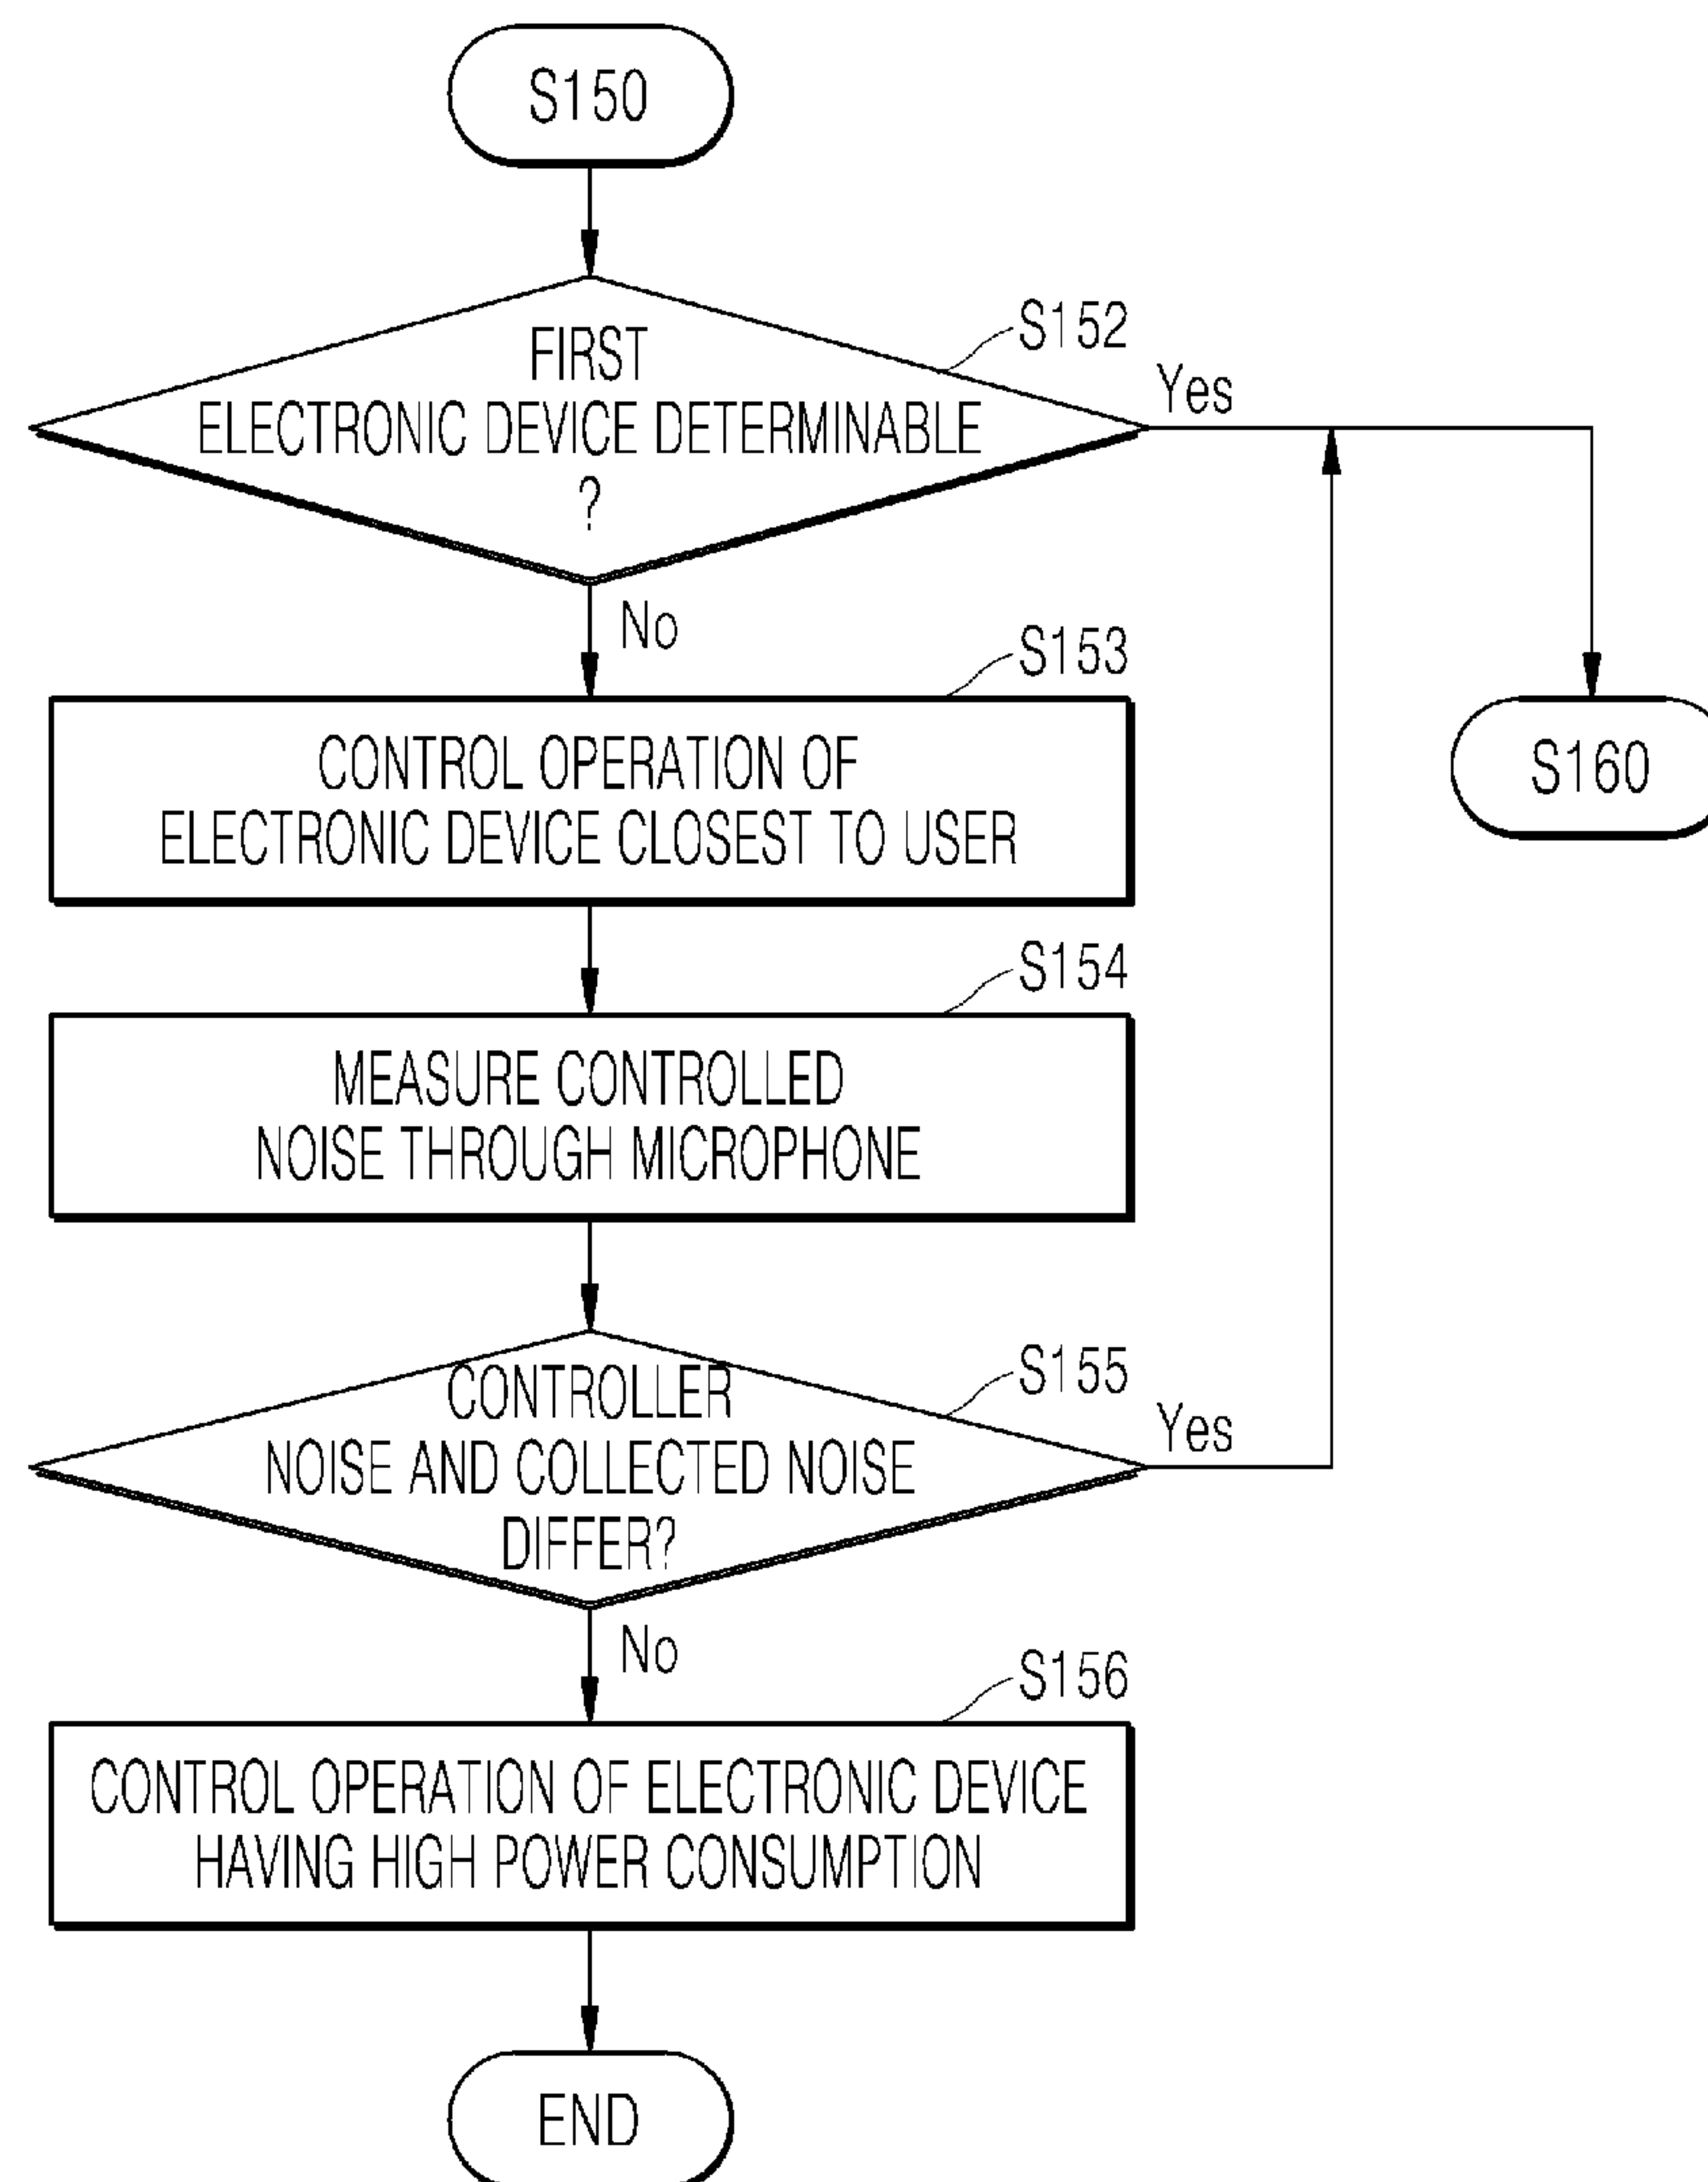 S150
S152
FIRST
ELECTRONIC DEVICE DETERMINABLE
?
Yes
No
S153
CONTROL OPERATION OF
ELECTRONIC DEVICE CLOSEST TO USER
S160
S154
MEASURE CONTROLLED
NOISE THROUGH MICROPHONE
S155
CONTROLLER
NOISE AND COLLECTED NOISE
DIFFER?
Yes
No
S156
CONTROL OPERATION OF ELECTRONIC DEVICE
HAVING HIGH POWER CONSUMPTION
END